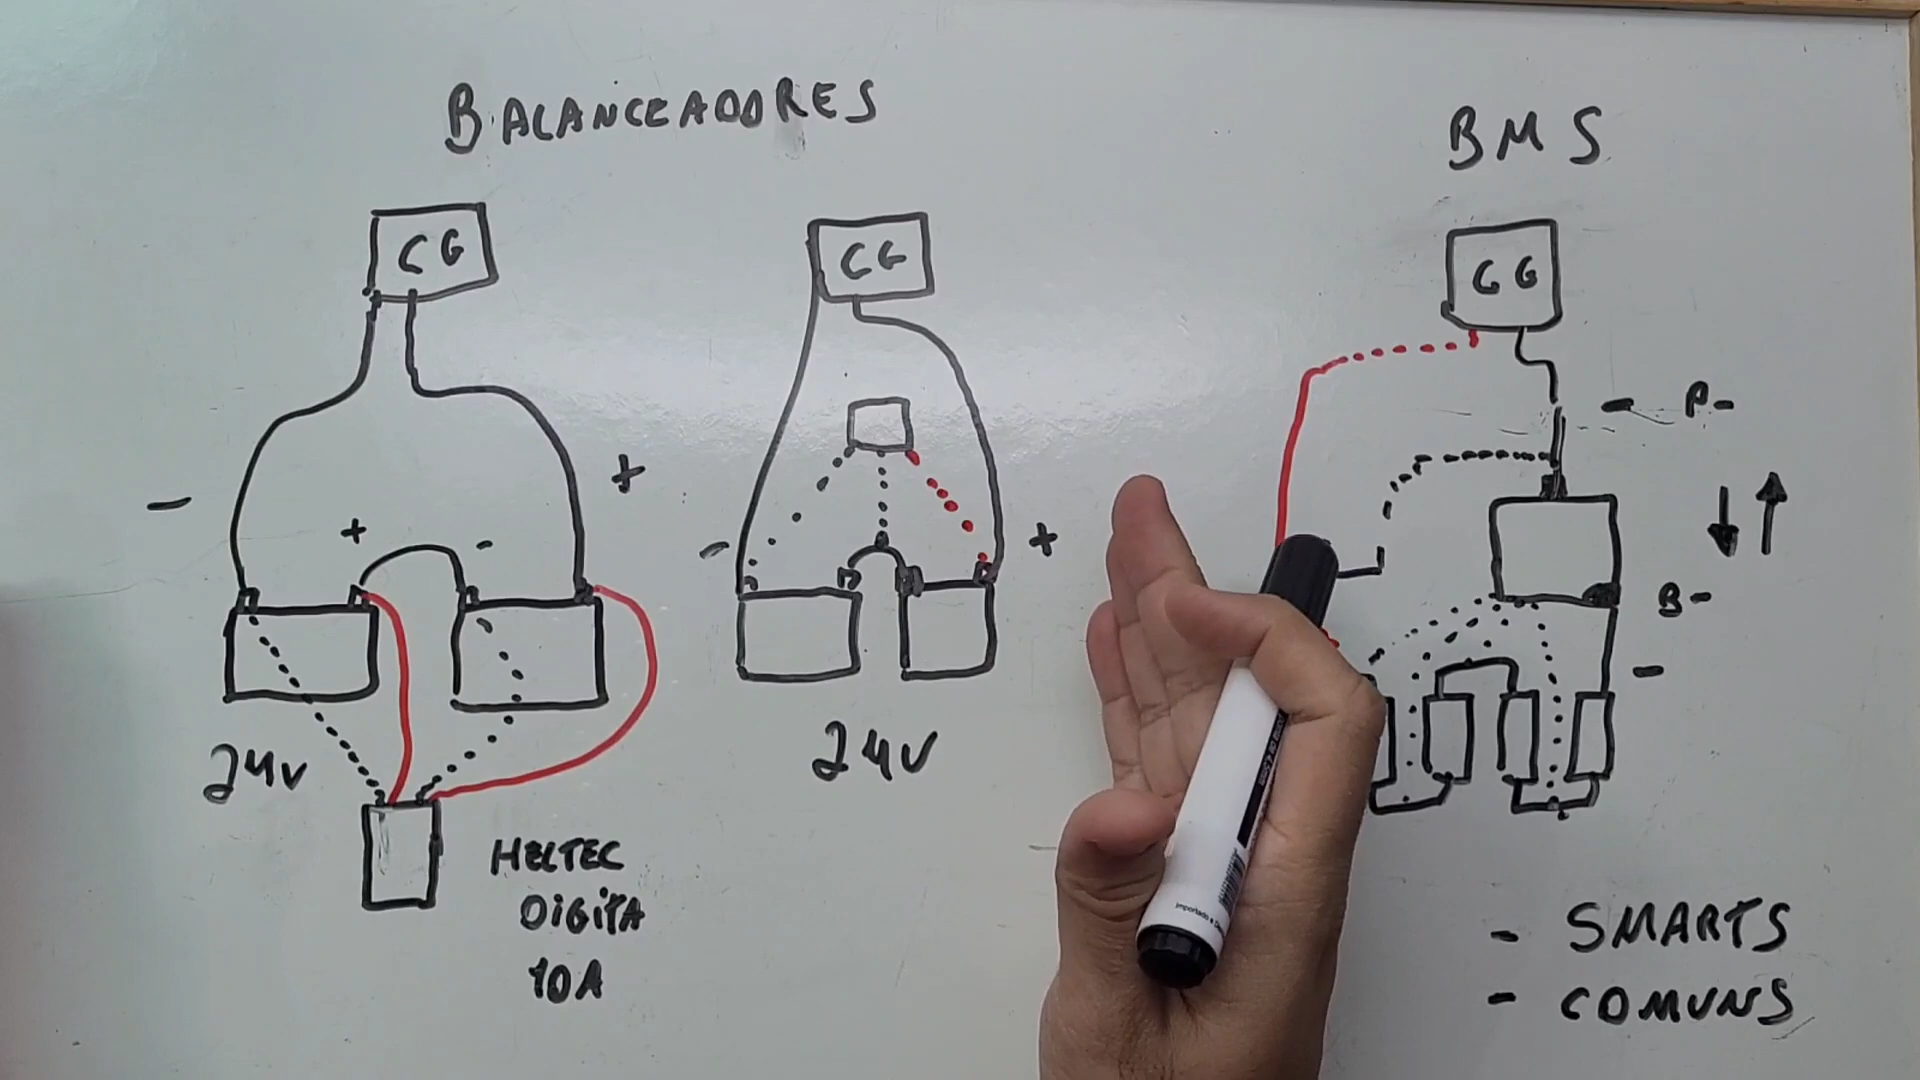 BALANCEADORES
BMS
CG
CG
CG
- P-
-
+
+
-
-
+
B-
-
24V
24V
HELTEC
DIGITA
10A
- SMARTS
- COMUNS